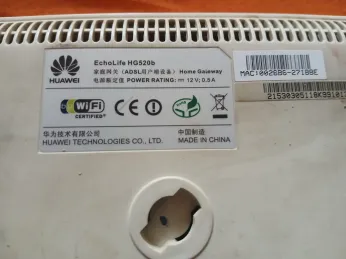 EchoLife HG520b
家庭网关（ADSL用户端设备）Home Gateway
电源额定值 POWER RATING: ⎓ 12V; 0.5A
HUAWEI
WiFi
CERTIFIED
华为技术有限公司
HUAWEI TECHNOLOGIES CO., LTD.
中国制造
MADE IN CHINA